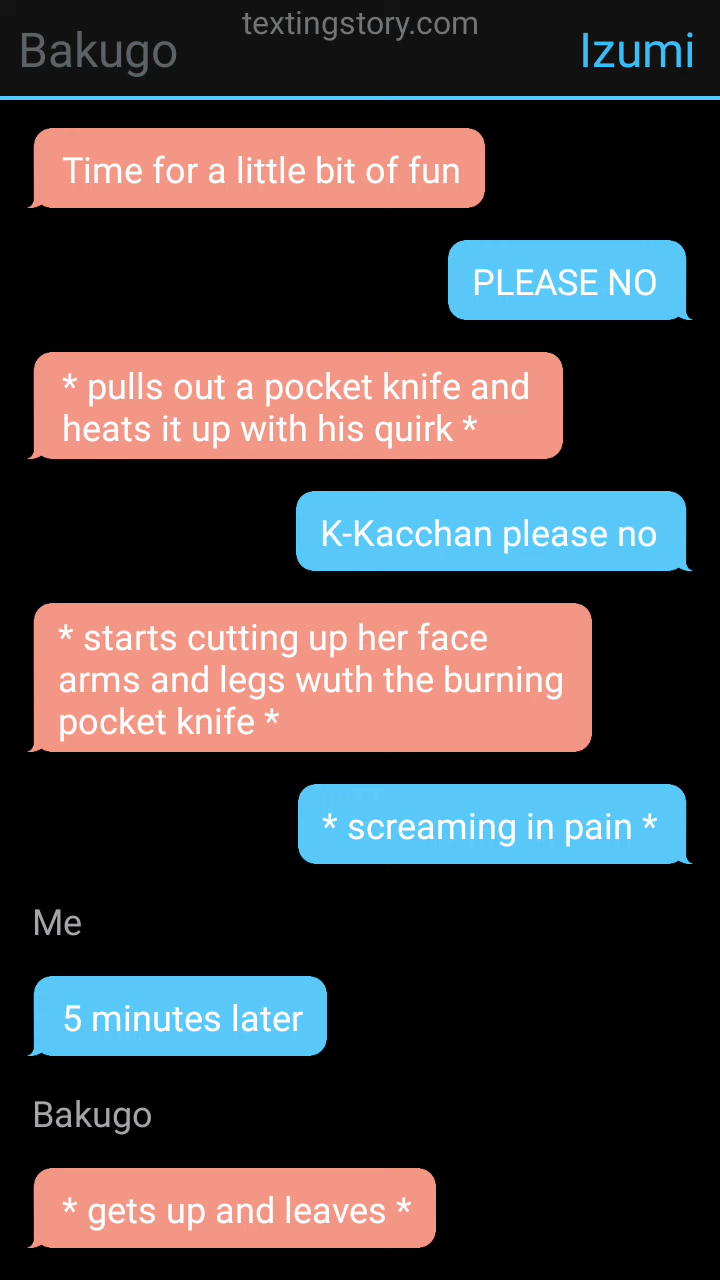 textingstory.com
Bakugo
Izumi
Time for a little bit of fun
PLEASE NO
* pulls out a pocket knife and
heats it up with his quirk *
K-Kacchan please no
* starts cutting up her face
arms and legs wuth the burning
pocket knife *
* screaming in pain *
Me
5 minutes later
Bakugo
* gets up and leaves *